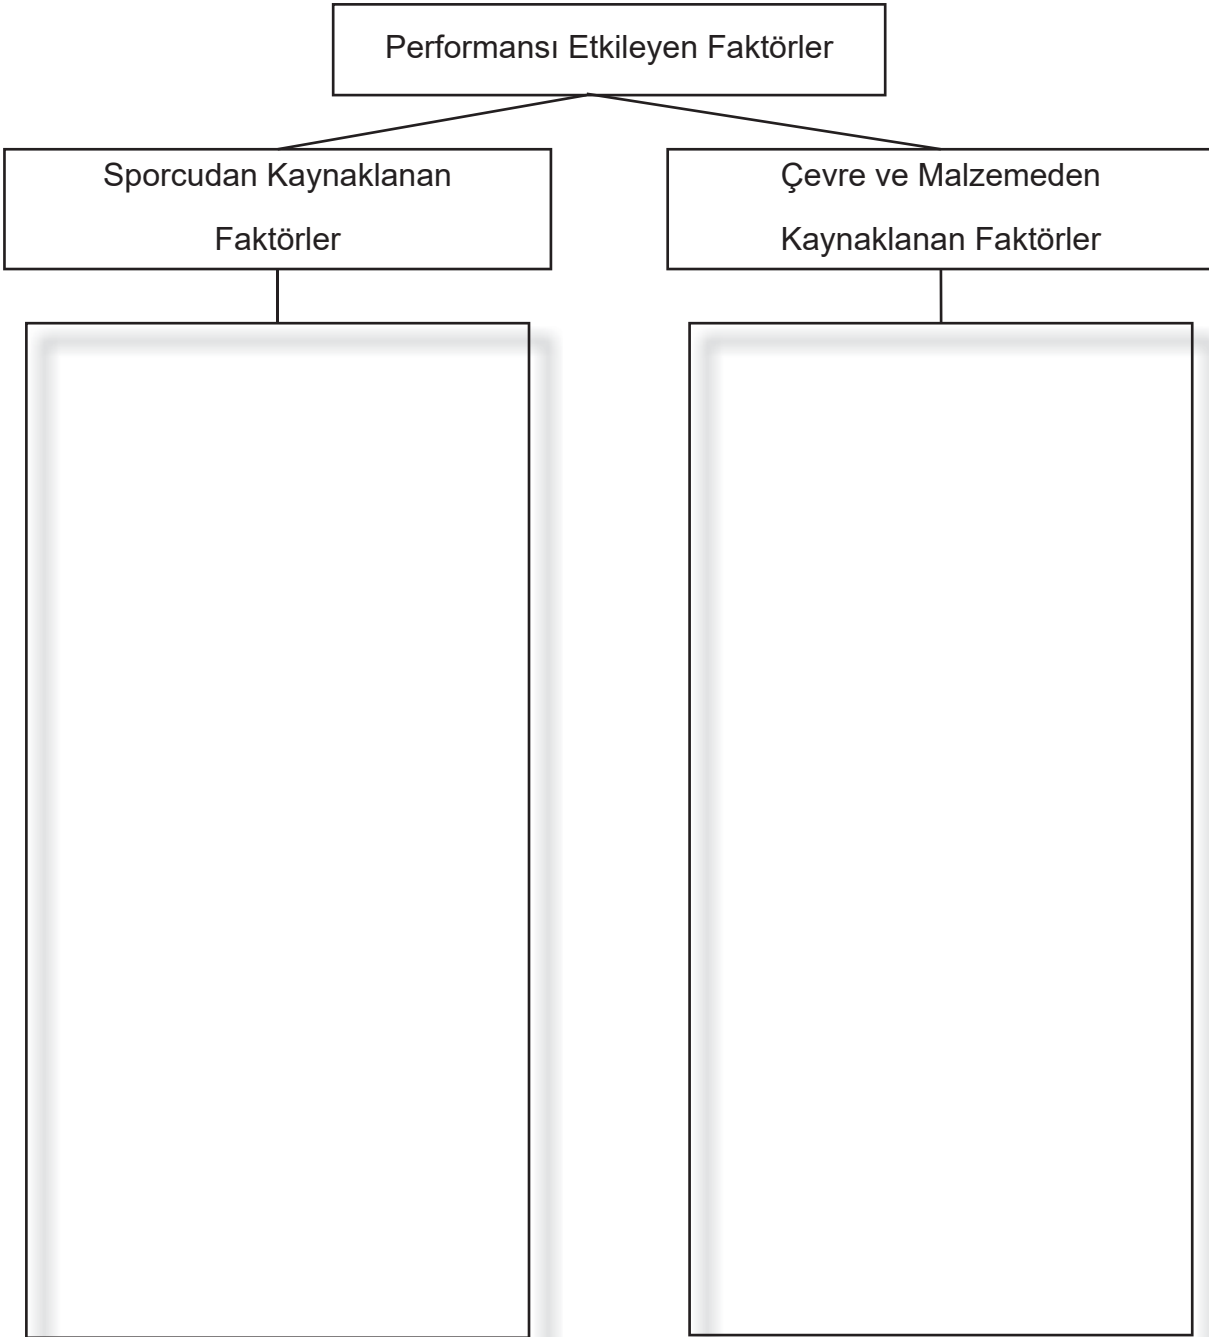 Performansı Etkileyen Faktörler
Sporcudan Kaynaklanan
Faktörler
Çevre ve Malzemeden
Kaynaklanan Faktörler